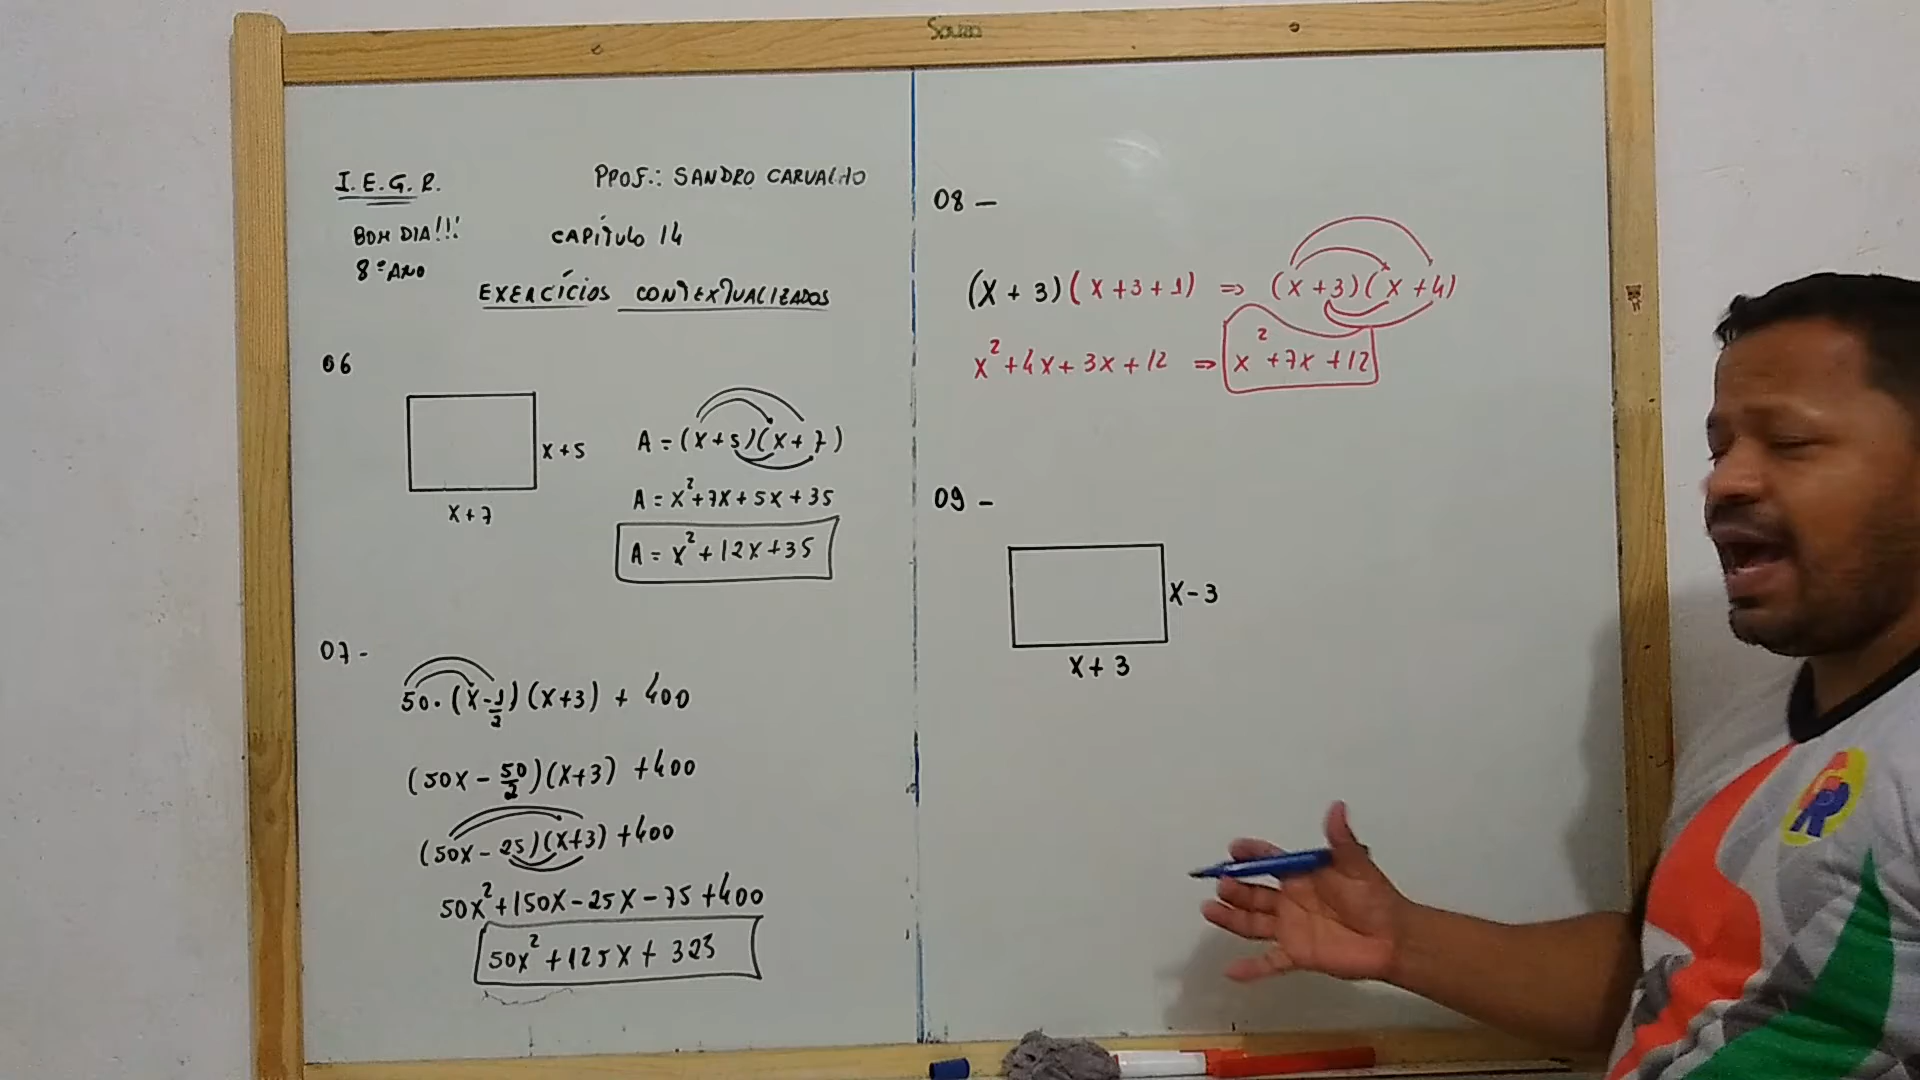 Souza
I.E.G.R.
PROF.: SANDRO CARVALHO
BOM DIA!!!
CAPÍTULO 14
8º ANO
EXERCÍCIOS CONTEXTUALIZADOS
06
x+5
x+7
A = (x+5)(x+7)
A = x²+7x+5x+35
A = x²+12x+35
07-
50·(x-1/2)(x+3) + 400
(50x - 50/2)(x+3) +400
(50x - 25)(x+3) +400
50x²+150x-25x-75+400
50x²+125x+325
08-
(x+3)(x+3+1) ⇒ (x+3)(x+4)
x²+4x+3x+12 ⇒ x²+7x+12
09-
x-3
x+3